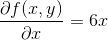 ∂f(x, y)/∂x = 6x